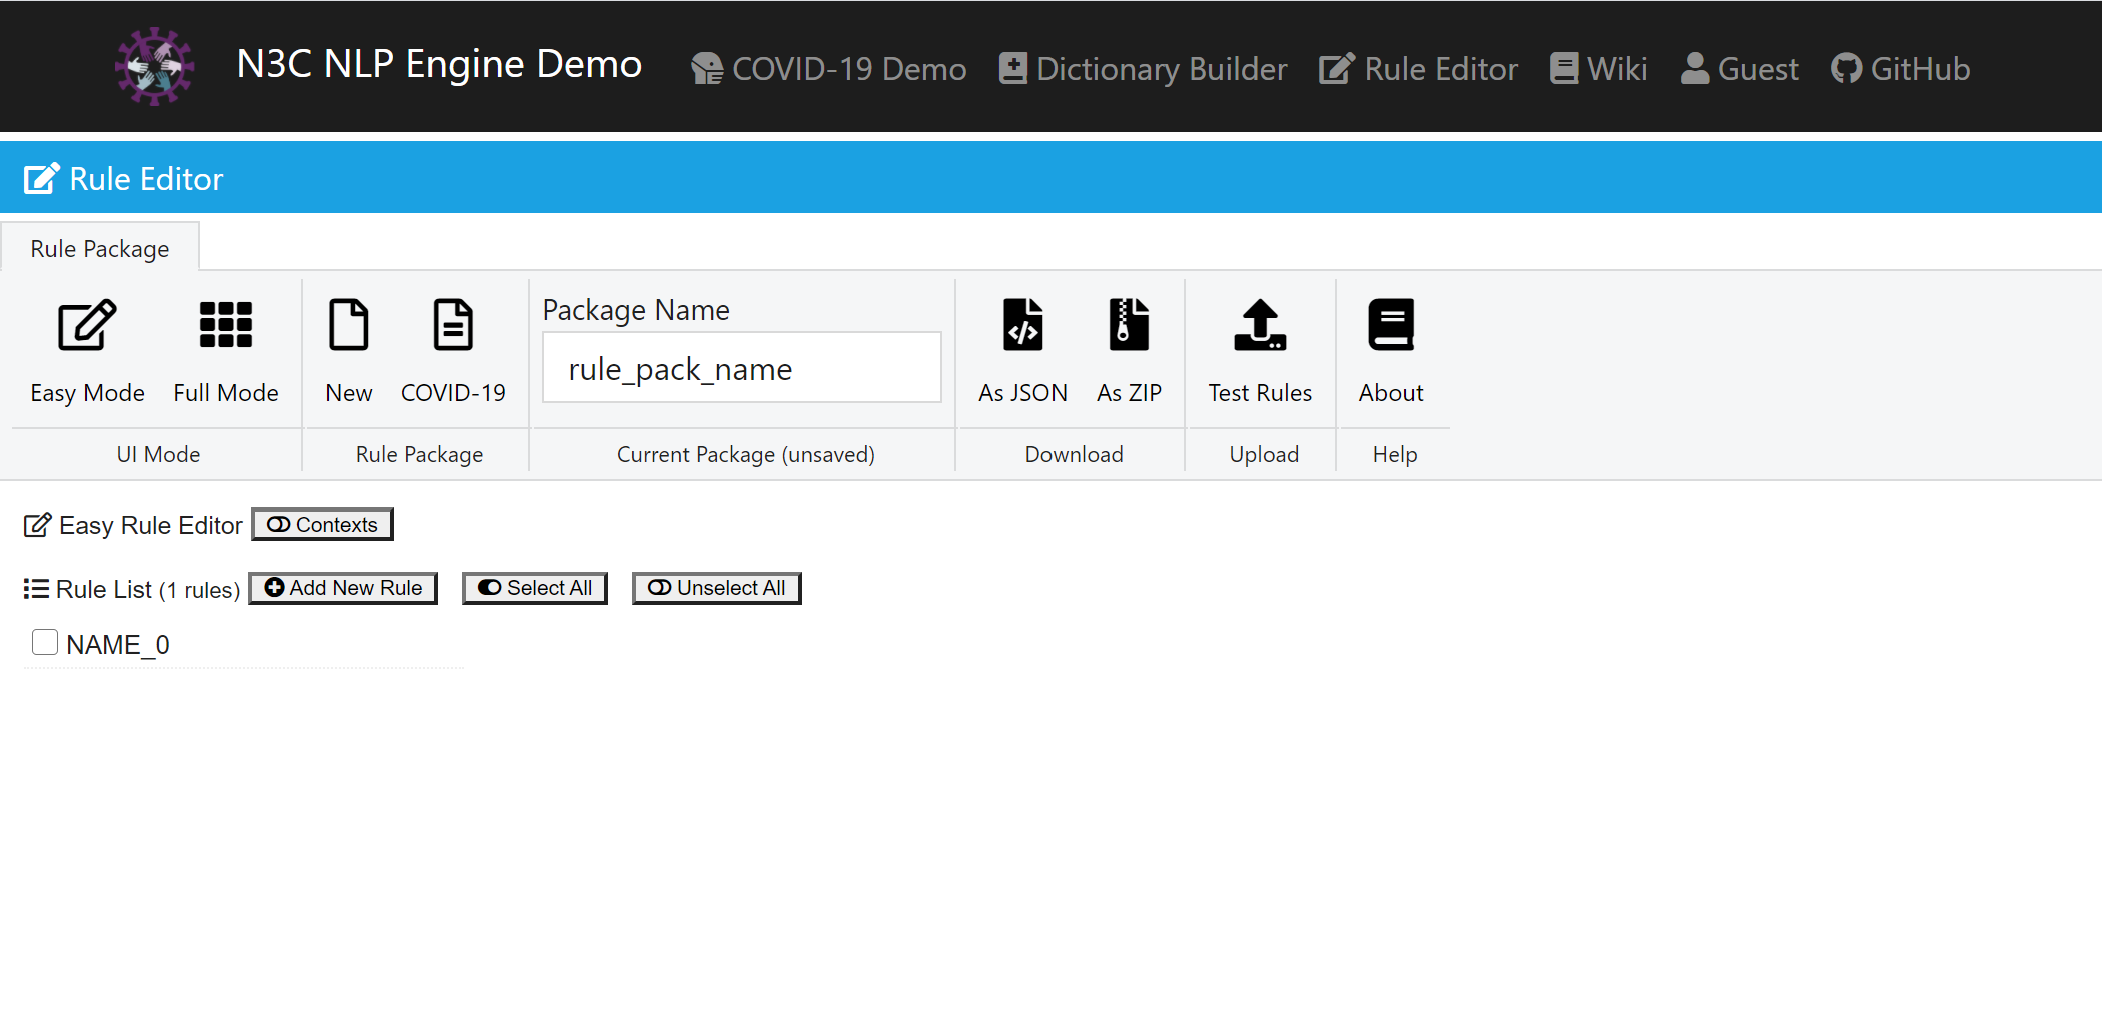 N3C NLP Engine Demo COVID-19 Demo Dictionary Builder Rule Editor Wiki Guest GitHub
Rule Editor
Rule Package
Package Name
rule_pack_name
Easy Mode Full Mode New COVID-19 As JSON As ZIP Test Rules About
UI Mode Rule Package Current Package (unsaved) Download Upload Help
Easy Rule Editor Contexts
Rule List (1 rules) Add New Rule Select All Unselect All
NAME_0